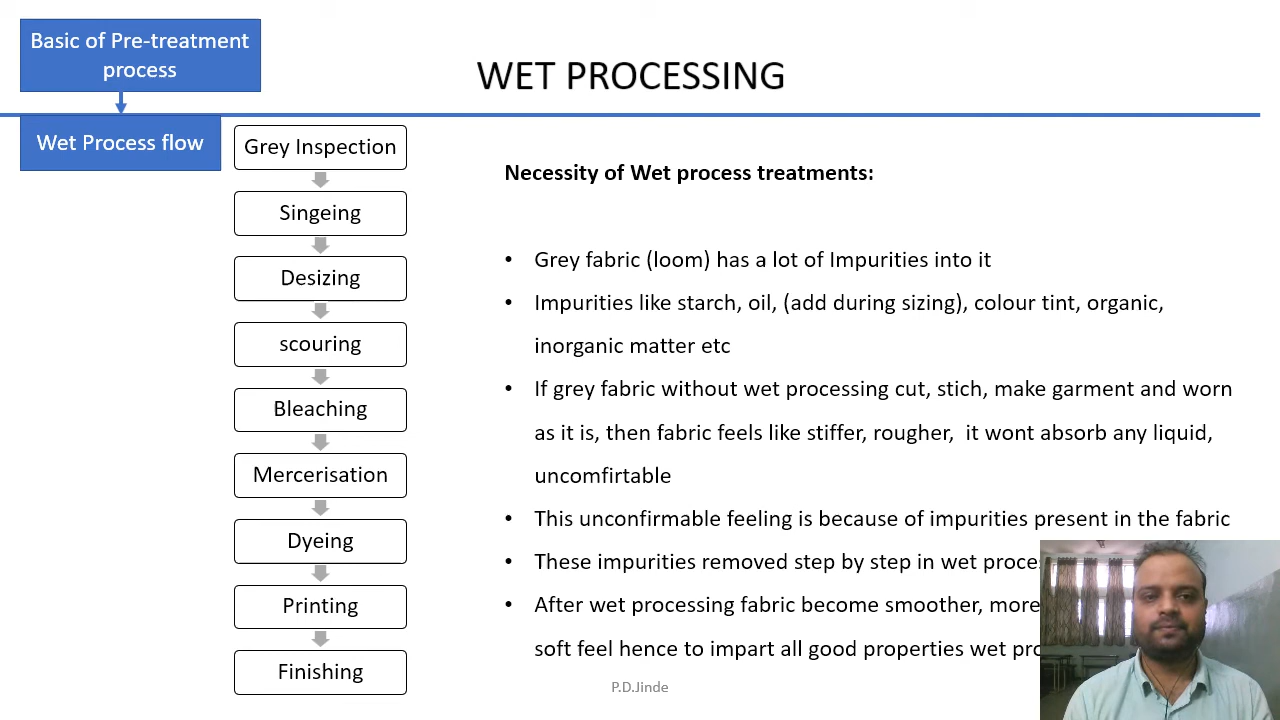 Basic of Pre-treatment
process
WET PROCESSING
Wet Process flow
Grey Inspection
Singeing
Desizing
scouring
Bleaching
Mercerisation
Dyeing
Printing
Finishing
Necessity of Wet process treatments:
• Grey fabric (loom) has a lot of Impurities into it
• Impurities like starch, oil, (add during sizing), colour tint, organic,
inorganic matter etc
• If grey fabric without wet processing cut, stich, make garment and worn
as it is, then fabric feels like stiffer, rougher, it wont absorb any liquid,
uncomfirtable
• This unconfirmable feeling is because of impurities present in the fabric
• These impurities removed step by step in wet
• After wet processing fabric become smoother, more
soft feel hence to impart all good properties wet
P.D.Jinde